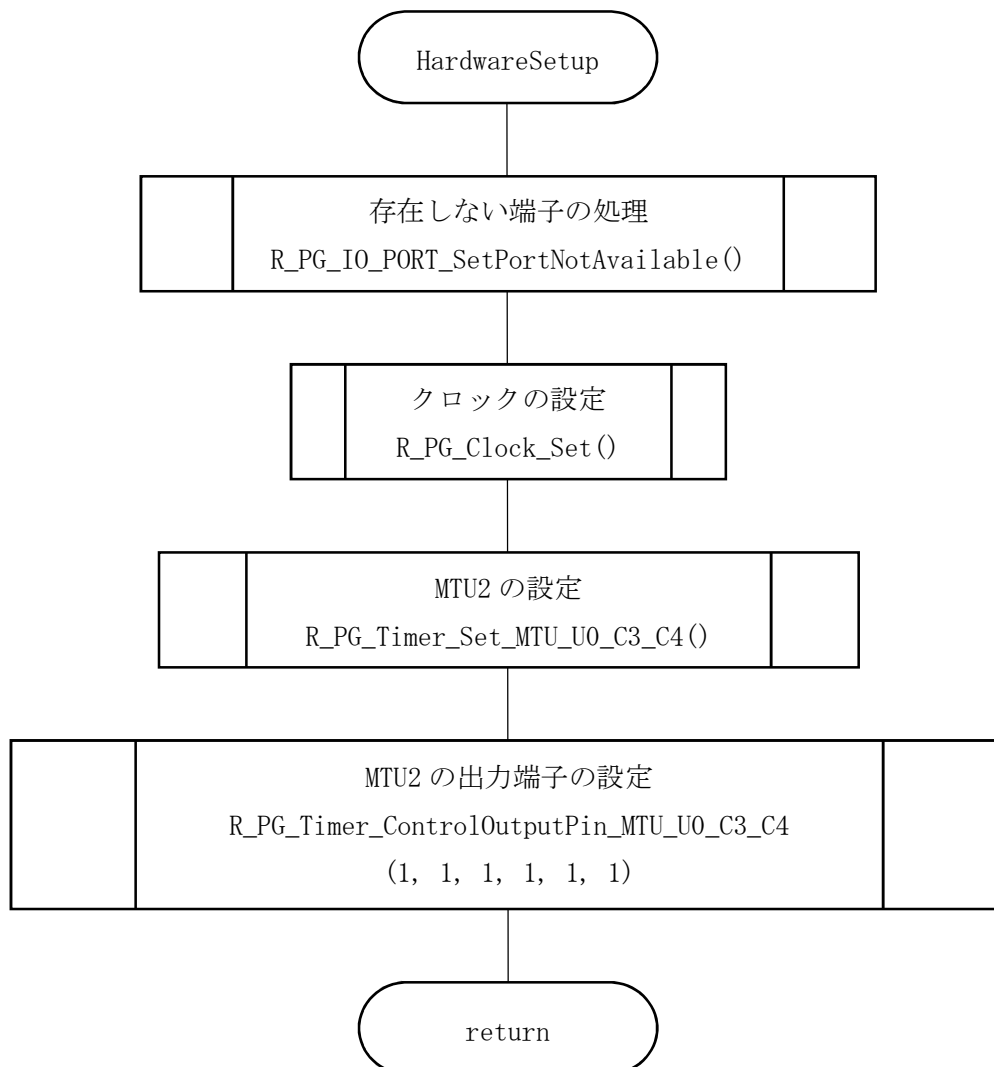 HardwareSetup
存在しない端子の処理
R_PG_IO_PORT_SetPortNotAvailable()
クロックの設定
R_PG_Clock_Set()
MTU2 の設定
R_PG_Timer_Set_MTU_U0_C3_C4()
MTU2 の出力端子の設定
R_PG_Timer_ControlOutputPin_MTU_U0_C3_C4
(1, 1, 1, 1, 1, 1)
return